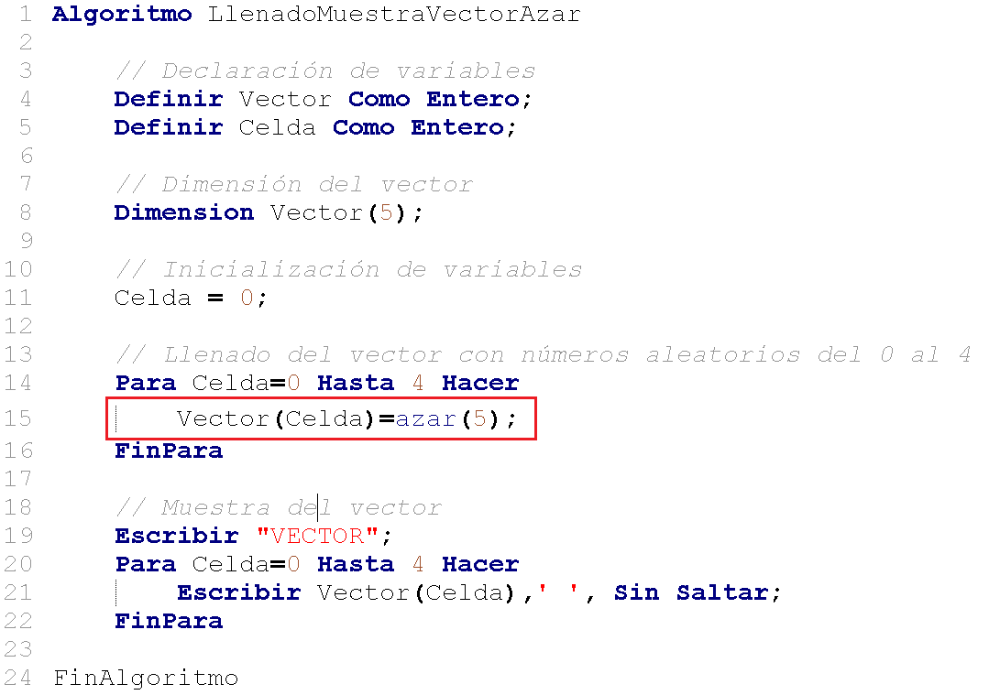 1 Algoritmo LlenadoMuestraVectorAzar
2
3 // Declaración de variables
4 Definir Vector Como Entero;
5 Definir Celda Como Entero;
6
7 // Dimensión del vector
8 Dimension Vector(5);
9
10 // Inicialización de variables
11 Celda = 0;
12
13 // Llenado del vector con números aleatorios del 0 al 4
14 Para Celda=0 Hasta 4 Hacer
15 Vector(Celda)=azar(5);
16 FinPara
17
18 // Muestra del vector
19 Escribir "VECTOR";
20 Para Celda=0 Hasta 4 Hacer
21 Escribir Vector(Celda),' ', Sin Saltar;
22 FinPara
23
24 FinAlgoritmo